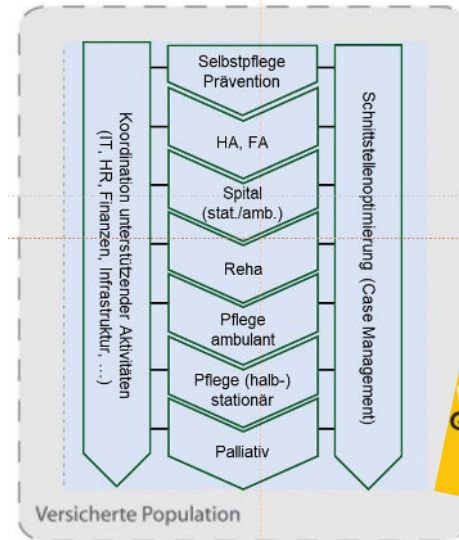 Koordination unterstützender Aktivitäten
(IT, HR, Finanzen, Infrastruktur, …)
Selbstpflege
Prävention
HA, FA
Spital
(stat./amb.)
Reha
Pflege
ambulant
Pflege (halb-)
stationär
Palliativ
Schnittstellenoptimierung (Case Management)
Versicherte Population